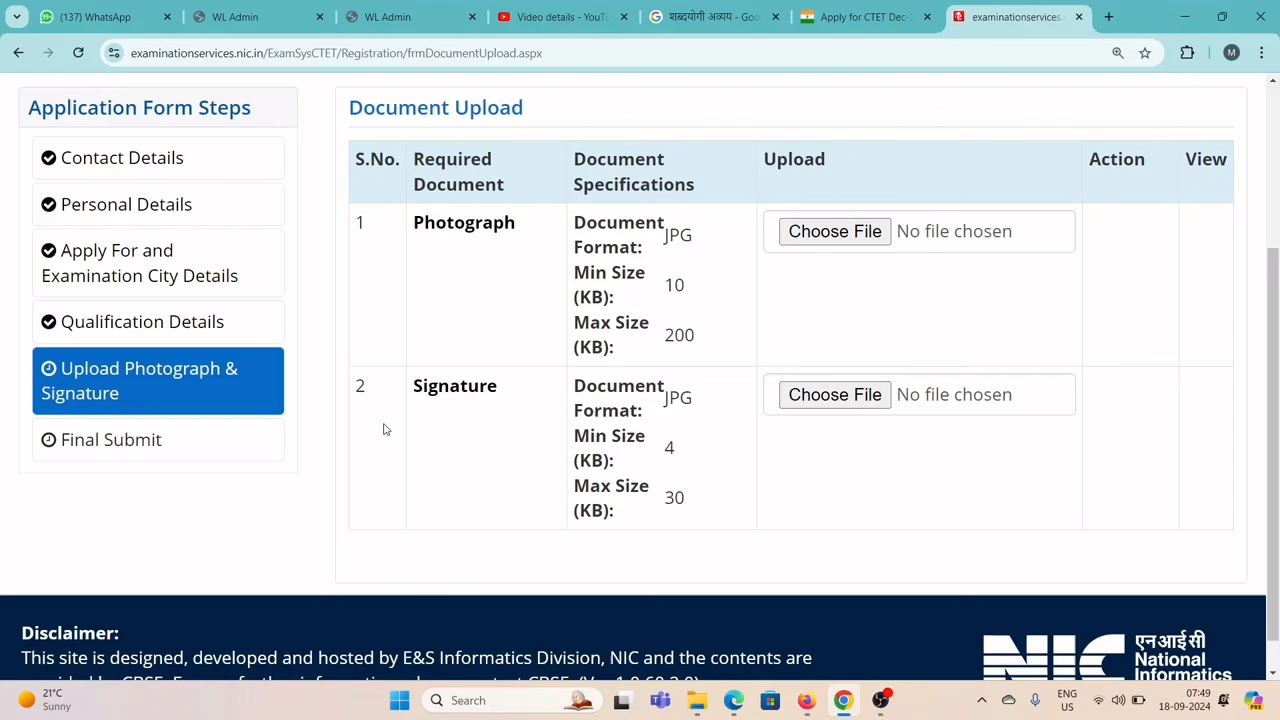 (137) WhatsApp
WL Admin
WL Admin
Video details - YouTu
शब्दयोगी अव्यय - Goo
Apply for CTET Dec-
examinationservices.
examinationservices.nic.in/ExamSysCTET/Registration/frmDocumentUpload.aspx
M
Application Form Steps
Contact Details
Personal Details
Apply For and
Examination City Details
Qualification Details
Upload Photograph &
Signature
Final Submit
Document Upload
S.No. Required Document Document Specifications Upload Action View
1 Photograph
Document Format: JPG
Min Size (KB): 10
Max Size (KB): 200
Choose File No file chosen
2 Signature
Document Format: JPG
Min Size (KB): 4
Max Size (KB): 30
Choose File No file chosen
Disclaimer:
This site is designed, developed and hosted by E&S Informatics Division, NIC and the contents are
NIC
एन आई सी
National
Informatics
21°C
Sunny
Search
ENG
US
07:49
18-09-2024
PRE